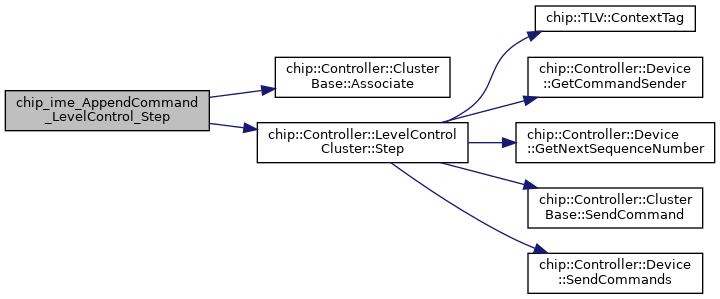 chip_ime_AppendCommand
_LevelControl_Step
chip::Controller::Cluster
Base::Associate
chip::Controller::LevelControl
Cluster::Step
chip::TLV::ContextTag
chip::Controller::Device
::GetCommandSender
chip::Controller::Device
::GetNextSequenceNumber
chip::Controller::Cluster
Base::SendCommand
chip::Controller::Device
::SendCommands